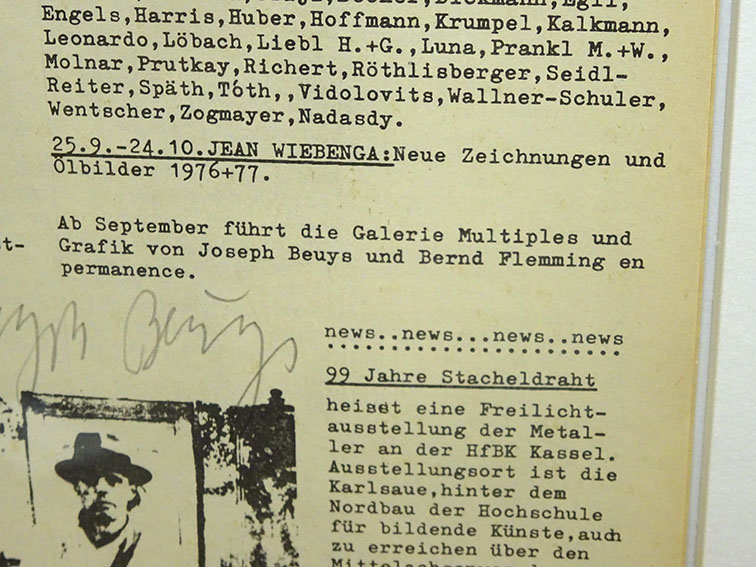 Engels,Harris,Huber,Hoffmann,Krumpel,Kalkmann,
Leonardo,Löbach,Liebl H.+G.,Luna,Prankl M.+W.,
Molnar,Prutkay,Richert,Röthlisberger,Seidl-
Reiter,Späth,Tóth,,Vidolovits,Wallner-Schuler,
Wentscher,Zogmayer,Nadasdy.
25.9.-24.10.JEAN WIEBENGA:Neue Zeichnungen und
Ölbilder 1976+77.
Ab September führt die Galerie Multiples und
Grafik von Joseph Beuys und Bernd Flemming en
permanence.
Beuys
news..news...news..news
99 Jahre Stacheldraht
heisst eine Freilicht-
ausstellung der Metal-
ler an der HfBK Kassel.
Ausstellungsort ist die
Karlsaue,hinter dem
Nordbau der Hochschule
für bildende Künste,auch
zu erreichen über den